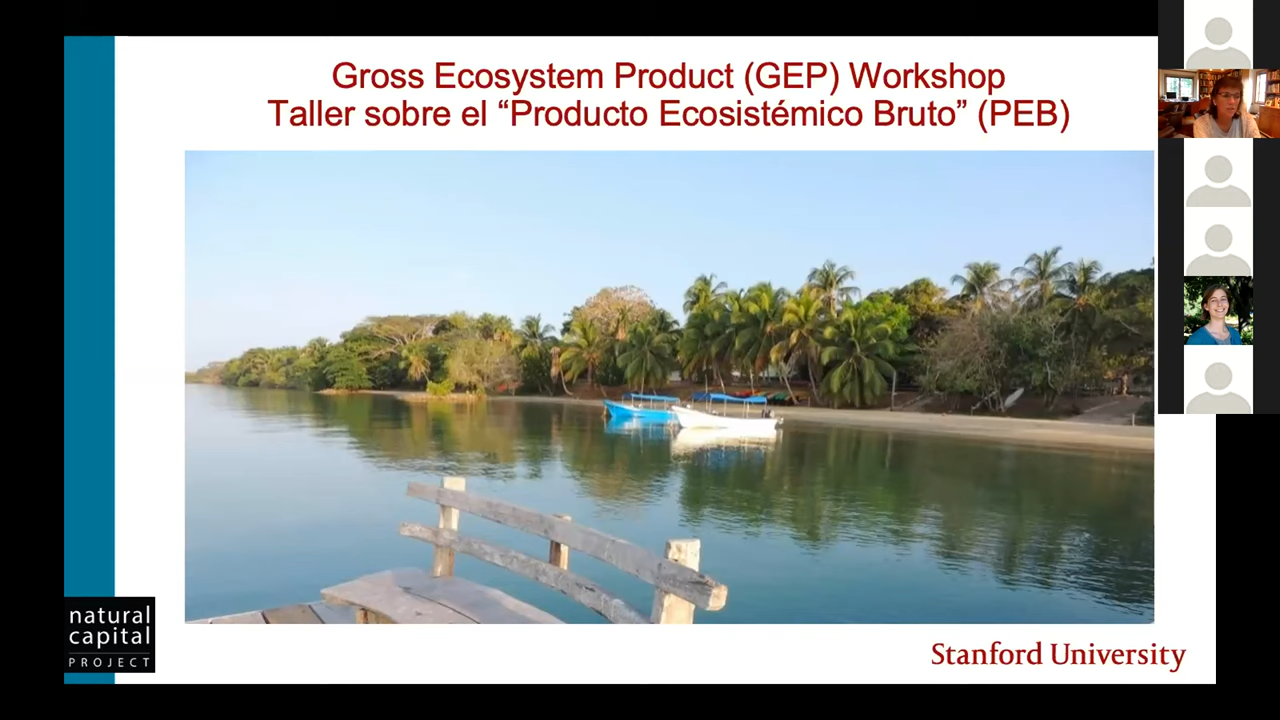 Gross Ecosystem Product (GEP) Workshop
Taller sobre el “Producto Ecosistémico Bruto” (PEB)
natural
capital
PROJECT
Stanford University